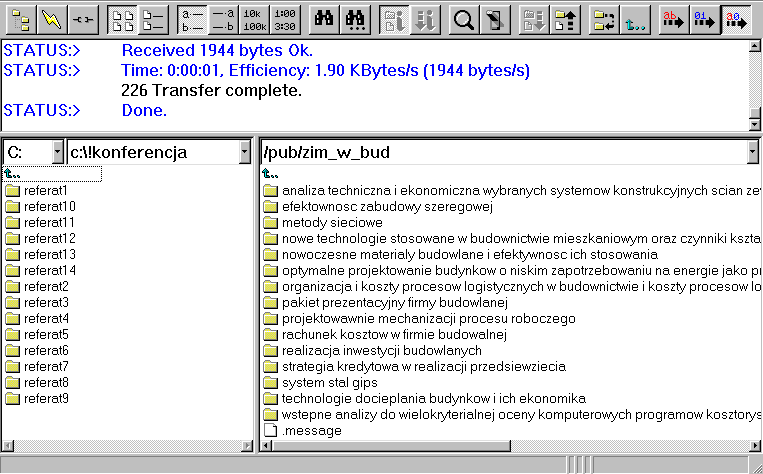 a- -a 10k 1:00
-b b- 100k 3:30
ab 0i a0
STATUS:> Received 1944 bytes Ok.
STATUS:> Time: 0:00:01, Efficiency: 1.90 KBytes/s (1944 bytes/s)
226 Transfer complete.
STATUS:> Done.
C: c:\!konferencja
referat1
referat10
referat11
referat12
referat13
referat14
referat2
referat3
referat4
referat5
referat6
referat7
referat8
referat9
/pub/zim_w_bud
analiza techniczna i ekonomiczna wybranych systemow konstrukcyjnych scian zew
efektownosc zabudowy szeregowej
metody sieciowe
nowe technologie stosowane w budownictwie mieszkaniowym oraz czynniki kszta
nowoczesne materialy budowlane i efektywnosc ich stosowania
optymalne projektowanie budynkow o niskim zapotrzebowaniu na energie jako pr
organizacja i koszty procesow logistycznych w budownictwie i koszty procesow lo
pakiet prezentacyjny firmy budowlanej
projektowawnie mechanizacji procesu roboczego
rachunek kosztow w firmie budowalnej
realizacja inwestycji budowlanych
strategia kredytowa w realizacji przedsiewziecia
system stal gips
technologie docieplania budynkow i ich ekonomika
wstepne analizy do wielokryterialnej oceny komputerowych programow kosztorys
.message